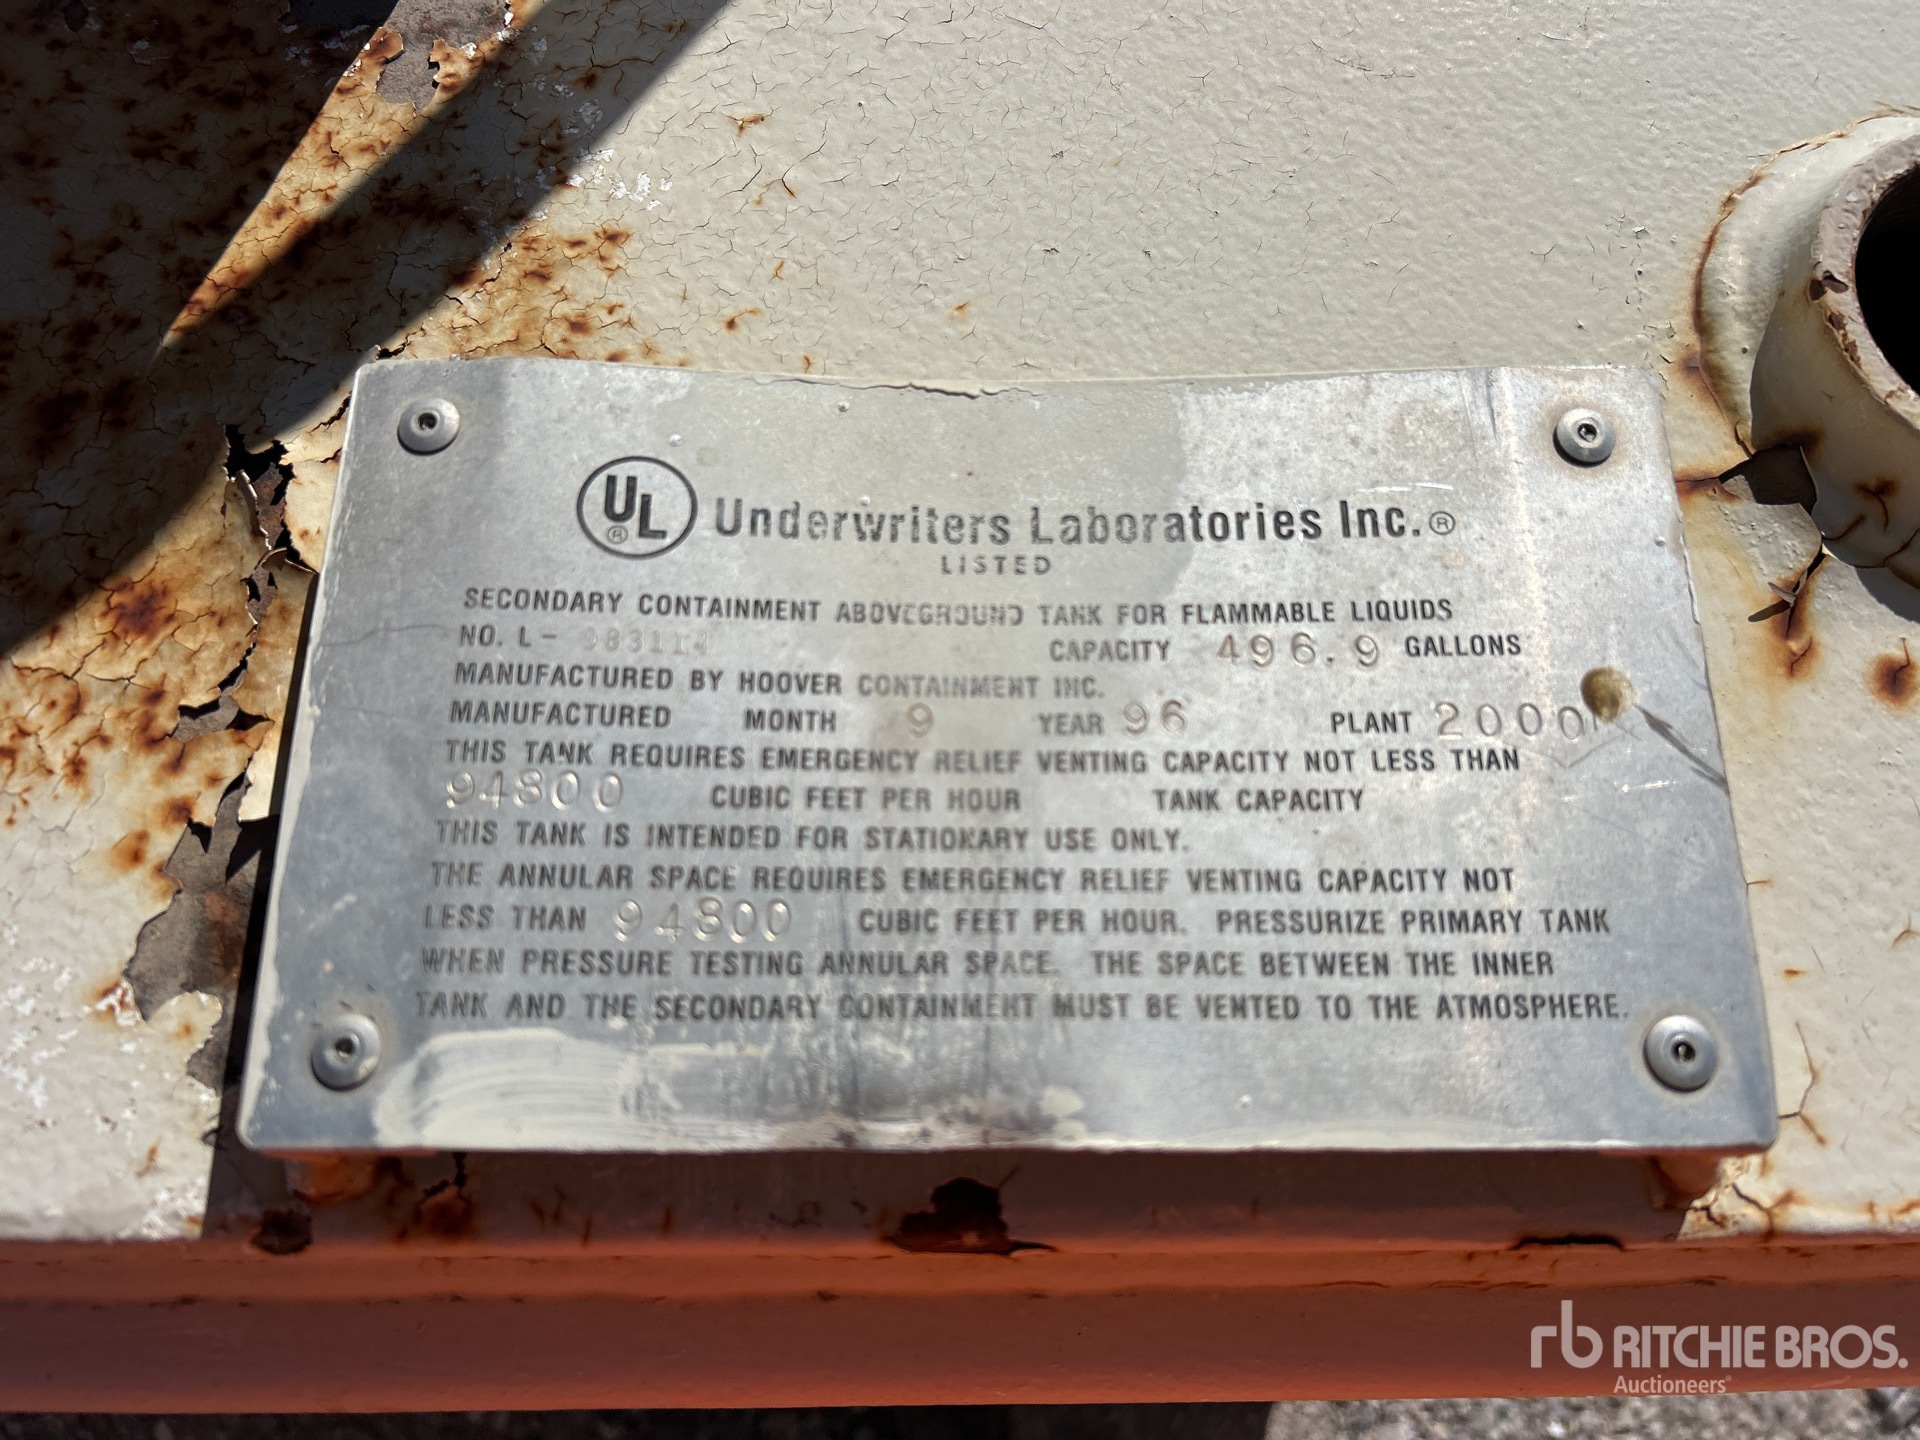 UL® Underwriters Laboratories Inc.®
LISTED
SECONDARY CONTAINMENT ABOVEGROUND TANK FOR FLAMMABLE LIQUIDS
NO. L- CAPACITY 496.9 GALLONS
MANUFACTURED BY HOOVER CONTAINMENT INC.
MANUFACTURED MONTH 9 YEAR 96 PLANT 2000
THIS TANK REQUIRES EMERGENCY RELIEF VENTING CAPACITY NOT LESS THAN
94800 CUBIC FEET PER HOUR TANK CAPACITY
THIS TANK IS INTENDED FOR STATIONARY USE ONLY.
THE ANNULAR SPACE REQUIRES EMERGENCY RELIEF VENTING CAPACITY NOT
LESS THAN 94800 CUBIC FEET PER HOUR. PRESSURIZE PRIMARY TANK
WHEN PRESSURE TESTING ANNULAR SPACE. THE SPACE BETWEEN THE INNER
TANK AND THE SECONDARY CONTAINMENT MUST BE VENTED TO THE ATMOSPHERE.
rb RITCHIE BROS.
Auctioneers